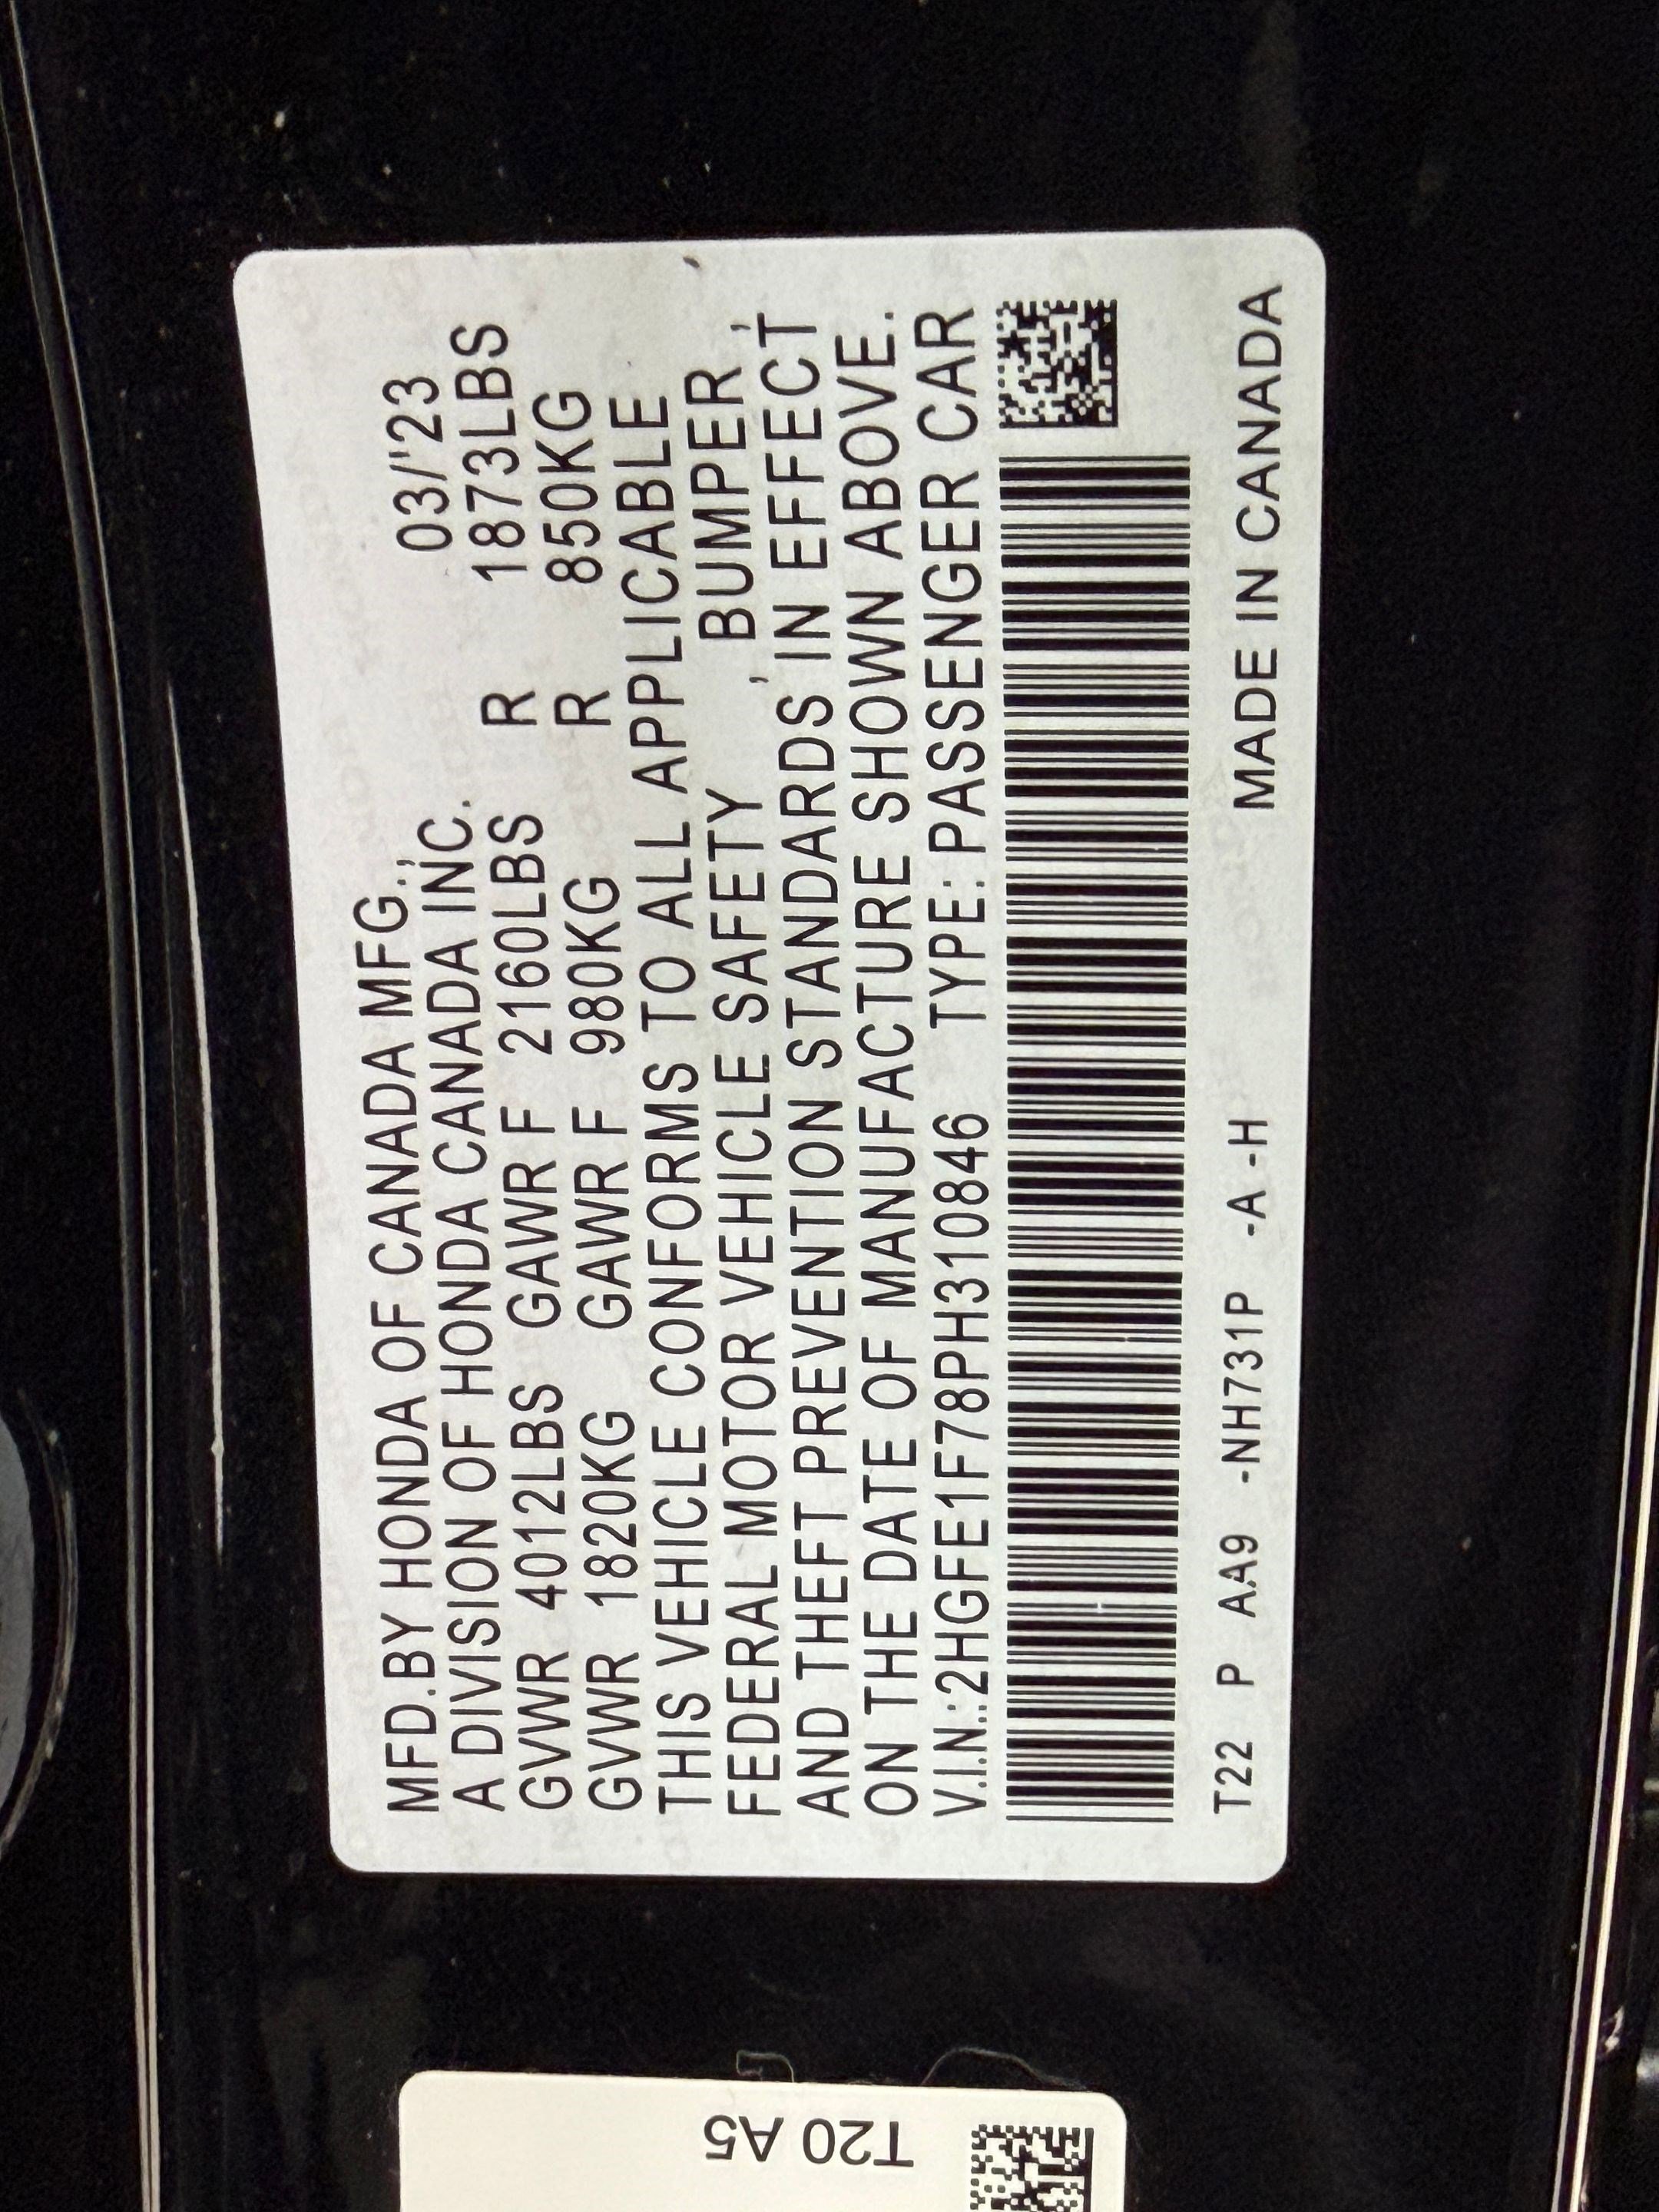 MFD.BY HONDA OF CANADA MFG.,
A DIVISION OF HONDA CANADA INC. 03/'23
GVWR 4012LBS GAWR F 2160LBS R 1873LBS
GVWR 1820KG GAWR F 980KG R 850KG
THIS VEHICLE CONFORMS TO ALL APPLICABLE
FEDERAL MOTOR VEHICLE SAFETY , BUMPER ,
AND THEFT PREVENTION STANDARDS IN EFFECT
ON THE DATE OF MANUFACTURE SHOWN ABOVE.
V.I.N.:2HGFE1F78PH310846 TYPE: PASSENGER CAR
T22 P AA9 -NH731P -A -H MADE IN CANADA
T20 A5